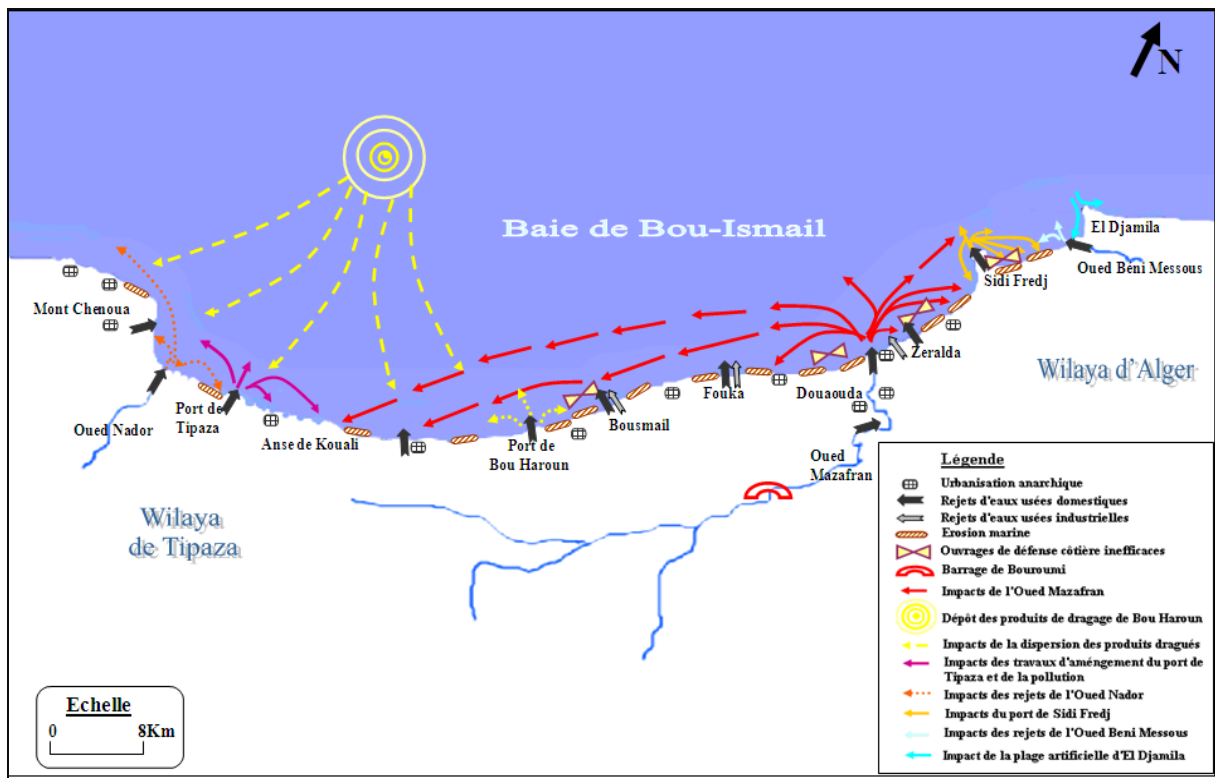 N
Baie de Bou-Ismail
El Djamila
Oued Beni Messous
Sidi Fredj
Mont Chenoua
Zeralda
Wilaya d'Alger
Fouka
Douaouda
Port de
Tipaza
Oued Nador
Anse de Kouali
Bousmail
Port de
Bou Haroun
Oued
Mazafran
Wilaya
de Tipaza
Légende
Urbanisation anarchique
Rejets d'eaux usées domestiques
Rejets d'eaux usées industrielles
Erosion marine
Ouvrages de défense côtière inefficaces
Barrage de Bouroumi
Impacts de l'Oued Mazafran
Dépôt des produits de dragage de Bou Haroun
Impacts de la dispersion des produits dragués
Impacts des travaux d'améngement du port de
Tipaza et de la pollution
Impacts des rejets de l'Oued Nador
Impacts du port de Sidi Fredj
Impacts des rejets de l'Oued Beni Messous
Impact de la plage artificielle d'El Djamila
Echelle
0 8Km